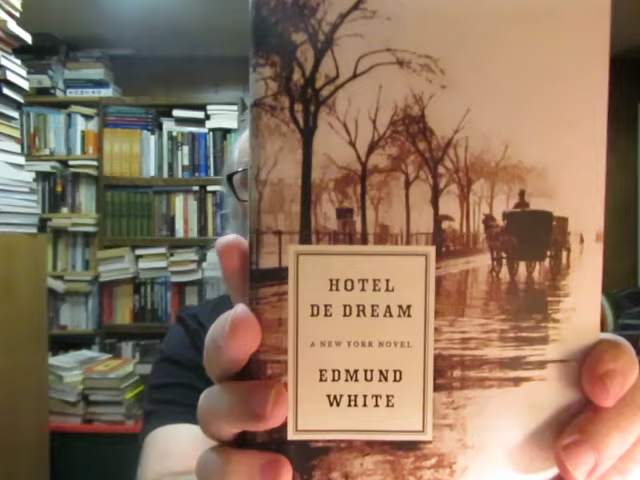 HOTEL
DE DREAM
A NEW YORK NOVEL
EDMUND
WHITE